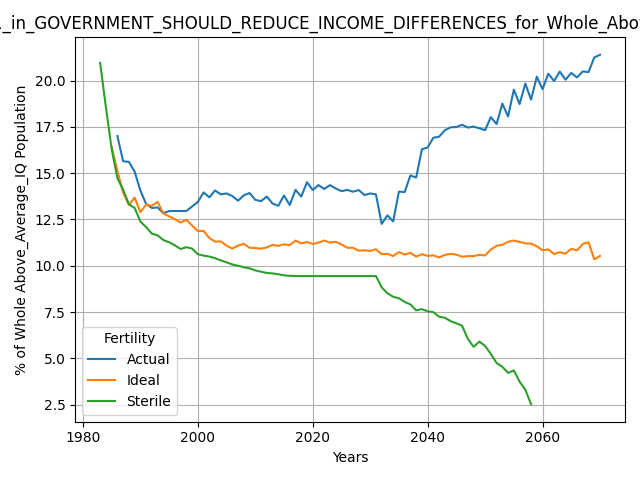 _in_GOVERNMENT_SHOULD_REDUCE_INCOME_DIFFERENCES_for_Whole_Abo
% of Whole Above_Average_IQ Population
20.0
17.5
15.0
12.5
10.0
7.5
5.0
2.5
Fertility
Actual
Ideal
Sterile
1980
2000
2020
2040
2060
Years